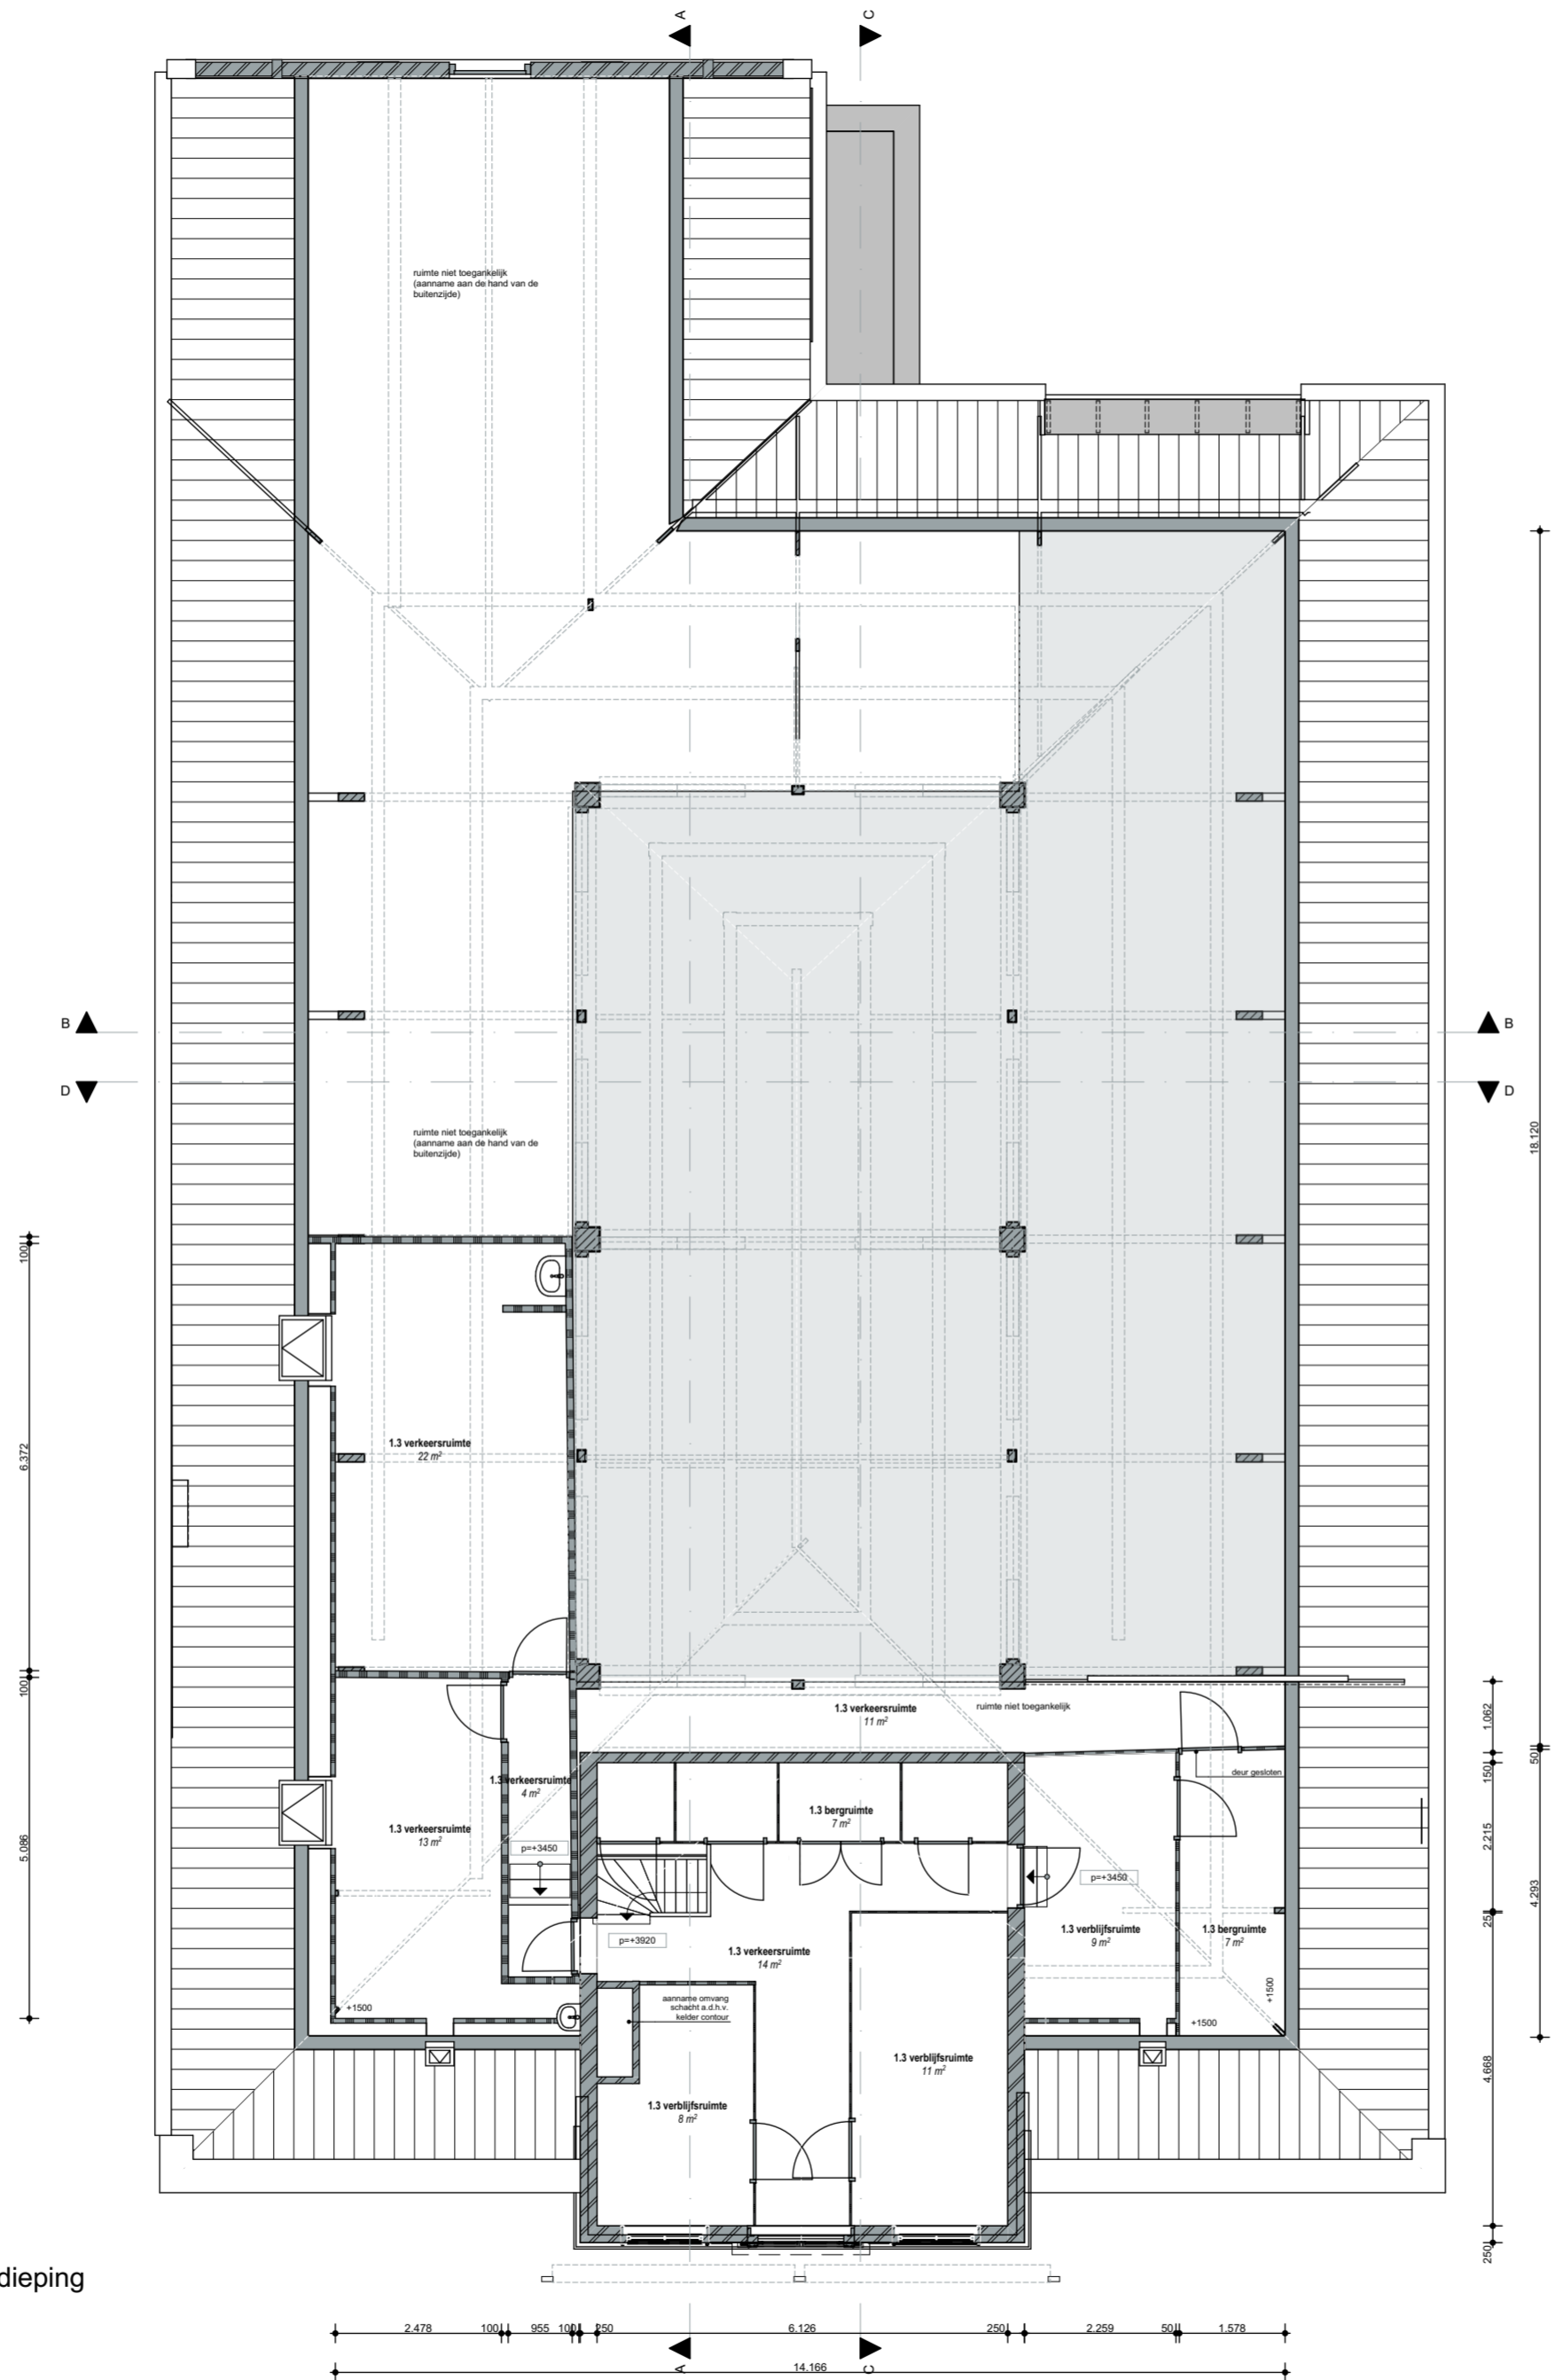 A
C
ruimte niet toegankelijk
(aanname aan de hand van de
buitenzijde)
B
B
D
D
18.120
ruimte niet toegankelijk
(aanname aan de hand van de
buitenzijde)
100
6.372
1.3 verkeersruimte
22 m²
100
5.086
1.3 verkeersruimte
11 m²
ruimte niet toegankelijk
1.062
50
150
deur gesloten
1.3 verkeersruimte
4 m²
1.3 bergruimte
7 m²
1.3 verkeersruimte
13 m²
2.215
p=+3450
p=+3450
4.293
25
1.3 verblijfsruimte
9 m²
1.3 bergruimte
7 m²
p=+3920
1.3 verkeersruimte
14 m²
+1500
aanname omvang
schacht a.d.h.v.
kelder contour
+1500
+1500
1.3 verblijfsruimte
11 m²
4.668
1.3 verblijfsruimte
8 m²
250
dieping
2.478
100
955
100
250
6.126
250
2.259
50
1.578
A
C
14.166